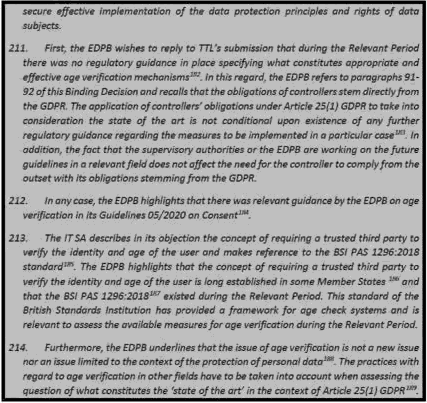 secure effective implementation of the data protection principles and rights of data
subjects.
211. First, the EDPB wishes to reply to TTL's submission that during the Relevant Period
there was no regulatory guidance in place specifying what constitutes appropriate and
effective age verification mechanisms¹⁸². In this regard, the EDPB refers to paragraphs 91-
92 of this Binding Decision and recalls that the obligations of controllers stem directly from
the GDPR. The application of controllers' obligations under Article 25(1) GDPR to take into
consideration the state of the art is not conditional upon existence of any further
regulatory guidance regarding the measures to be implemented in a particular case¹⁸³. In
addition, the fact that the supervisory authorities or the EDPB are working on the future
guidelines in a relevant field does not affect the need for the controller to comply from the
outset with its obligations stemming from the GDPR.
212. In any case, the EDPB highlights that there was relevant guidance by the EDPB on age
verification in its Guidelines 05/2020 on Consent¹⁸⁴.
213. The IT SA describes in its objection the concept of requiring a trusted third party to
verify the identity and age of the user and makes reference to the BSI PAS 1296:2018
standard¹⁸⁵. The EDPB highlights that the concept of requiring a trusted third party to
verify the identity and age of the user is long established in some Member States ¹⁸⁶ and
that the BSI PAS 1296:2018¹⁸⁷ existed during the Relevant Period. This standard of the
British Standards Institution has provided a framework for age check systems and is
relevant to assess the available measures for age verification during the Relevant Period.
214. Furthermore, the EDPB underlines that the issue of age verification is not a new issue
nor an issue limited to the context of the protection of personal data¹⁸⁸. The practices with
regard to age verification in other fields have to be taken into account when assessing the
question of what constitutes the 'state of the art' in the context of Article 25(1) GDPR¹⁸⁹.